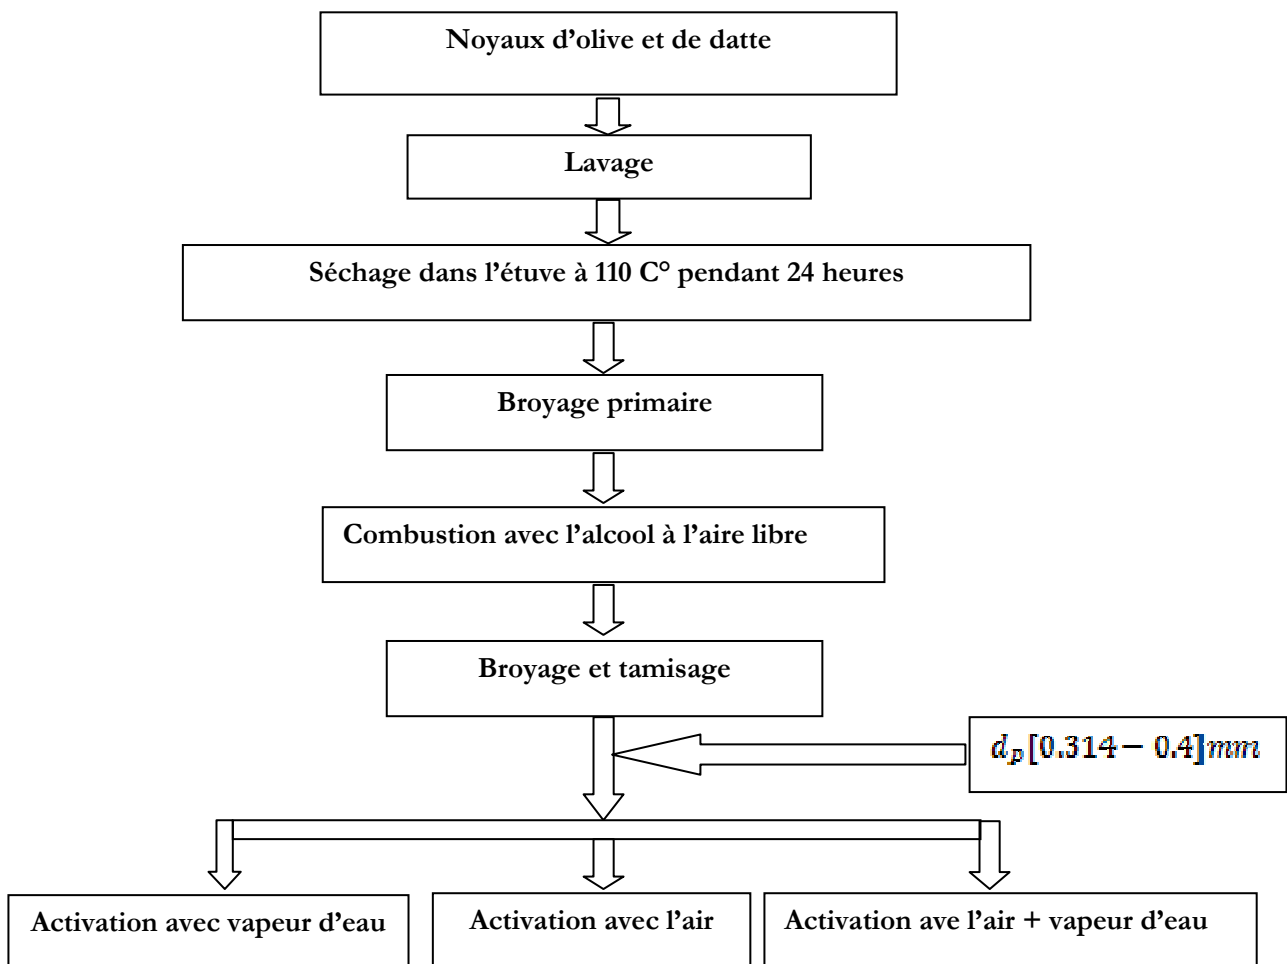 Noyaux d’olive et de datte
Lavage
Séchage dans l’étuve à 110 C° pendant 24 heures
Broyage primaire
Combustion avec l’alcool à l’aire libre
Broyage et tamisage
d_p[0.314 − 0.4]mm
Activation avec vapeur d’eau
Activation avec l’air
Activation ave l’air + vapeur d’eau